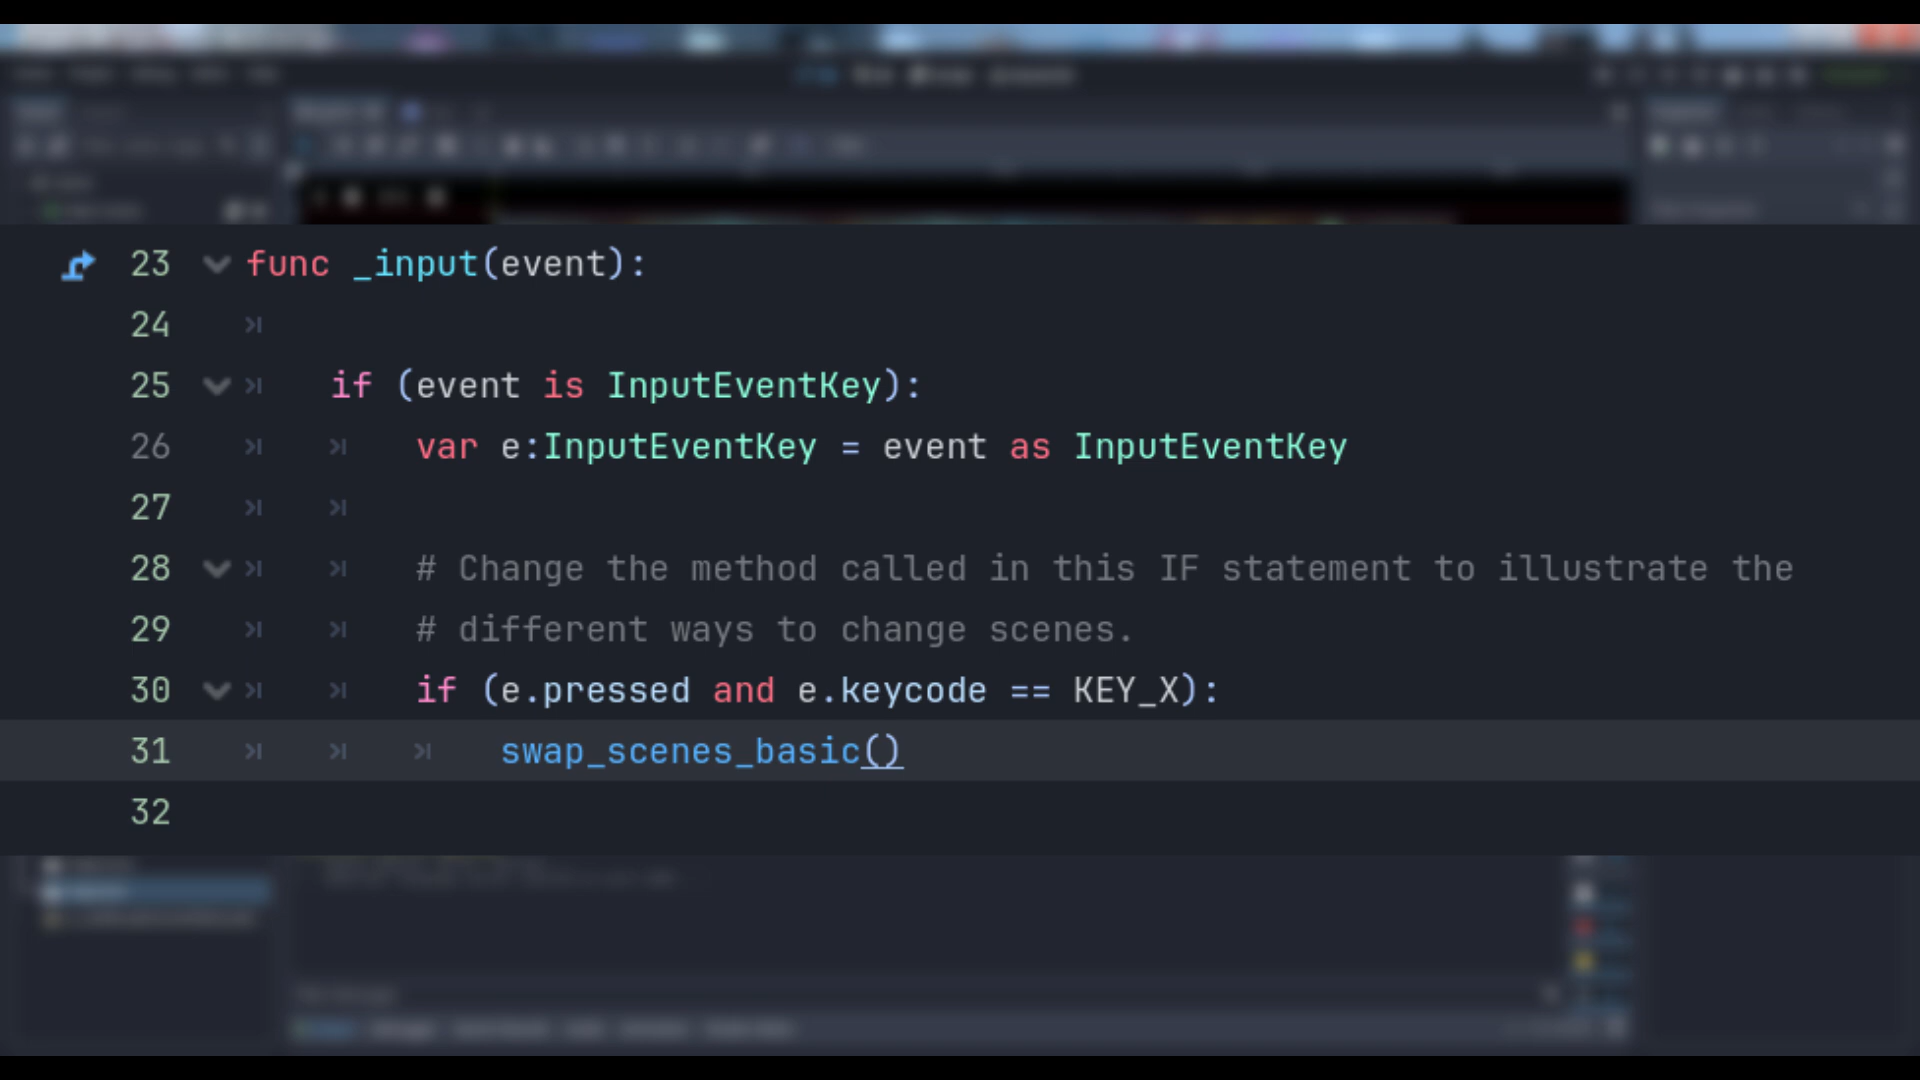 23 func _input(event):
24
25 if (event is InputEventKey):
26 var e:InputEventKey = event as InputEventKey
27
28 # Change the method called in this IF statement to illustrate the
29 # different ways to change scenes.
30 if (e.pressed and e.keycode == KEY_X):
31 swap_scenes_basic()
32